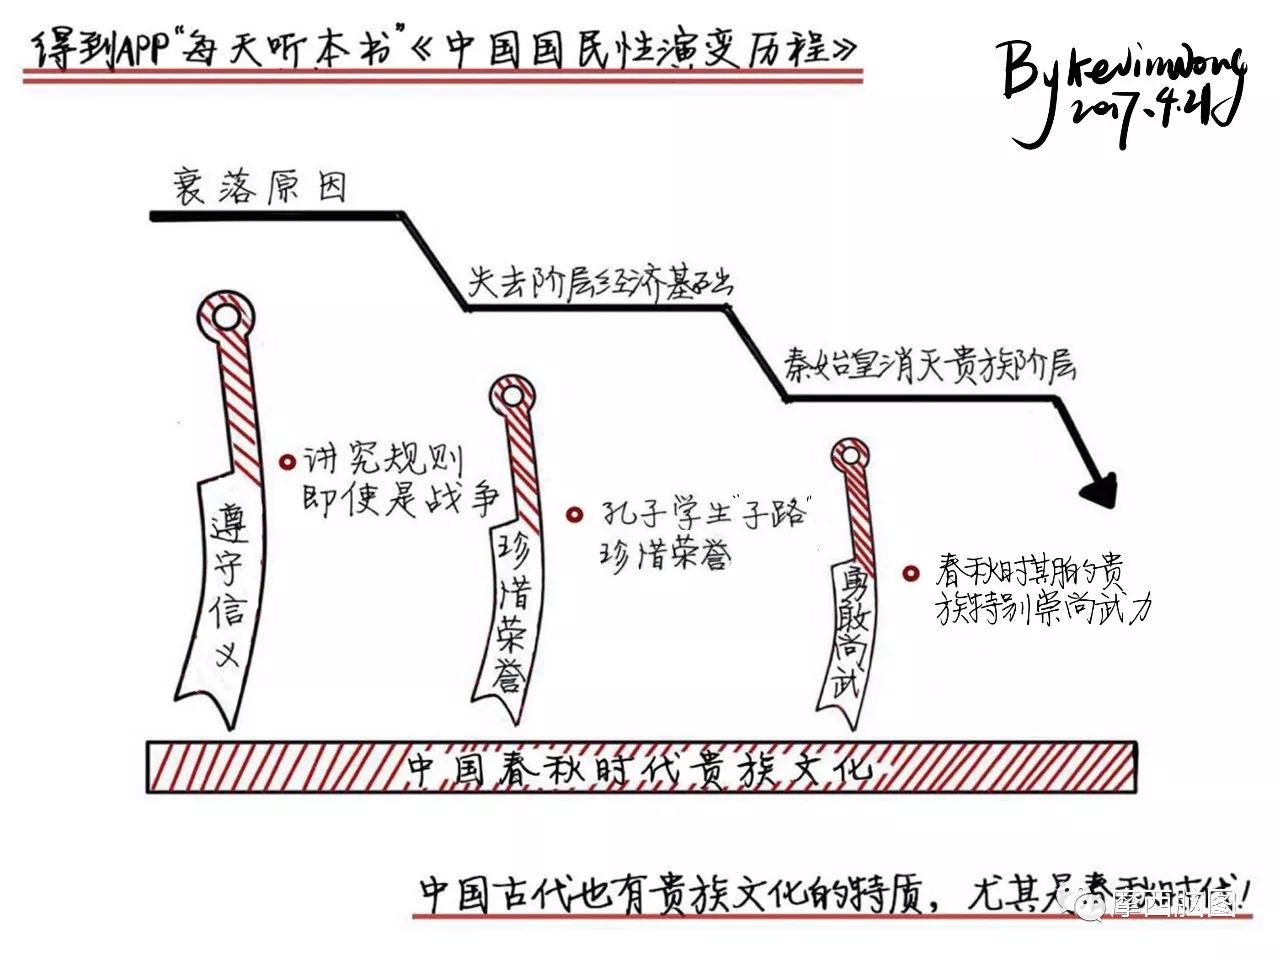 得到APP“每天听本书”《中国国民性演变历程》
By Kevinwong
2017.4.21
衰落原因
失去阶层经济基础
秦始皇消灭贵族阶层
讲究规则
即使是战争
孔子学生“子路”
珍惜荣誉
春秋时其胎的贵
族特别崇尚武力
遵守信义
珍惜荣誉
勇敢尚武
中国春秋时代贵族文化
中国古代也有贵族文化的特质，尤其是春秋时代！
摩西脑图